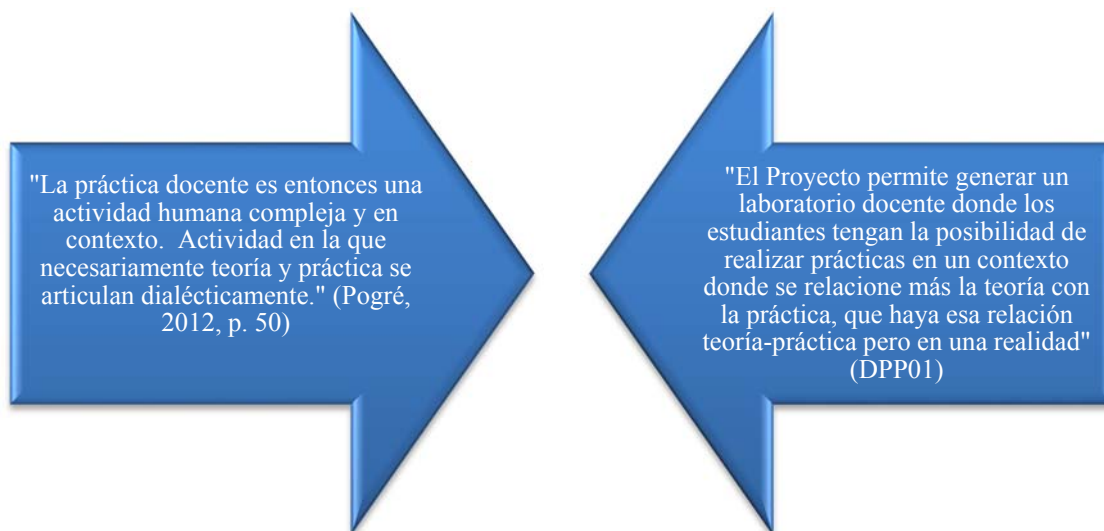 "La práctica docente es entonces una
actividad humana compleja y en
contexto.  Actividad en la que
necesariamente teoría y práctica se
articulan dialécticamente." (Pogré,
2012, p. 50)
"El Proyecto permite generar un
laboratorio docente donde los
estudiantes tengan la posibilidad de
realizar prácticas en un contexto
donde se relacione más la teoría con
la práctica, que haya esa relación
teoría-práctica pero en una realidad"
(DPP01)